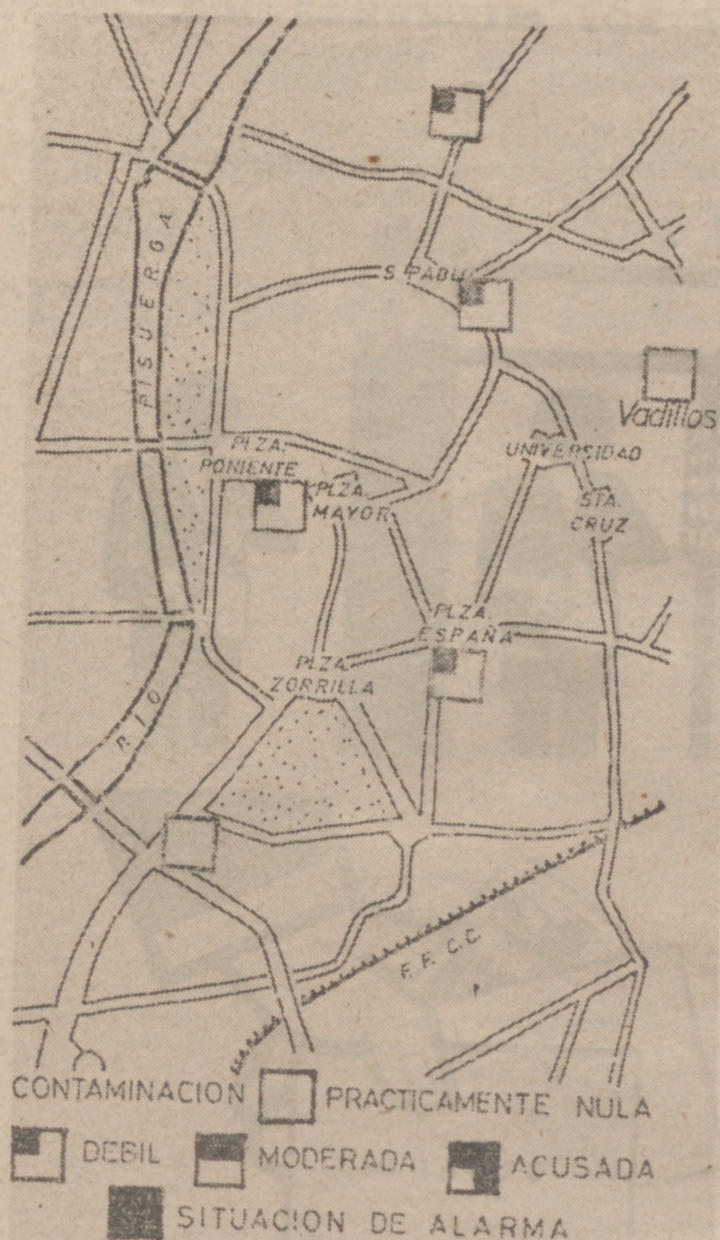 PISUERGA
S. PABLO
Vadillos
PLZA.
PONIENTE
UNIVERSIDAD
PLZA.
MAYOR
STA.
CRUZ
PLZA.
ESPAÑA
PLZA.
ZORRILLA
RIO
F. F. C.C.
CONTAMINACION PRACTICAMENTE NULA
DEBIL MODERADA ACUSADA
SITUACION DE ALARMA